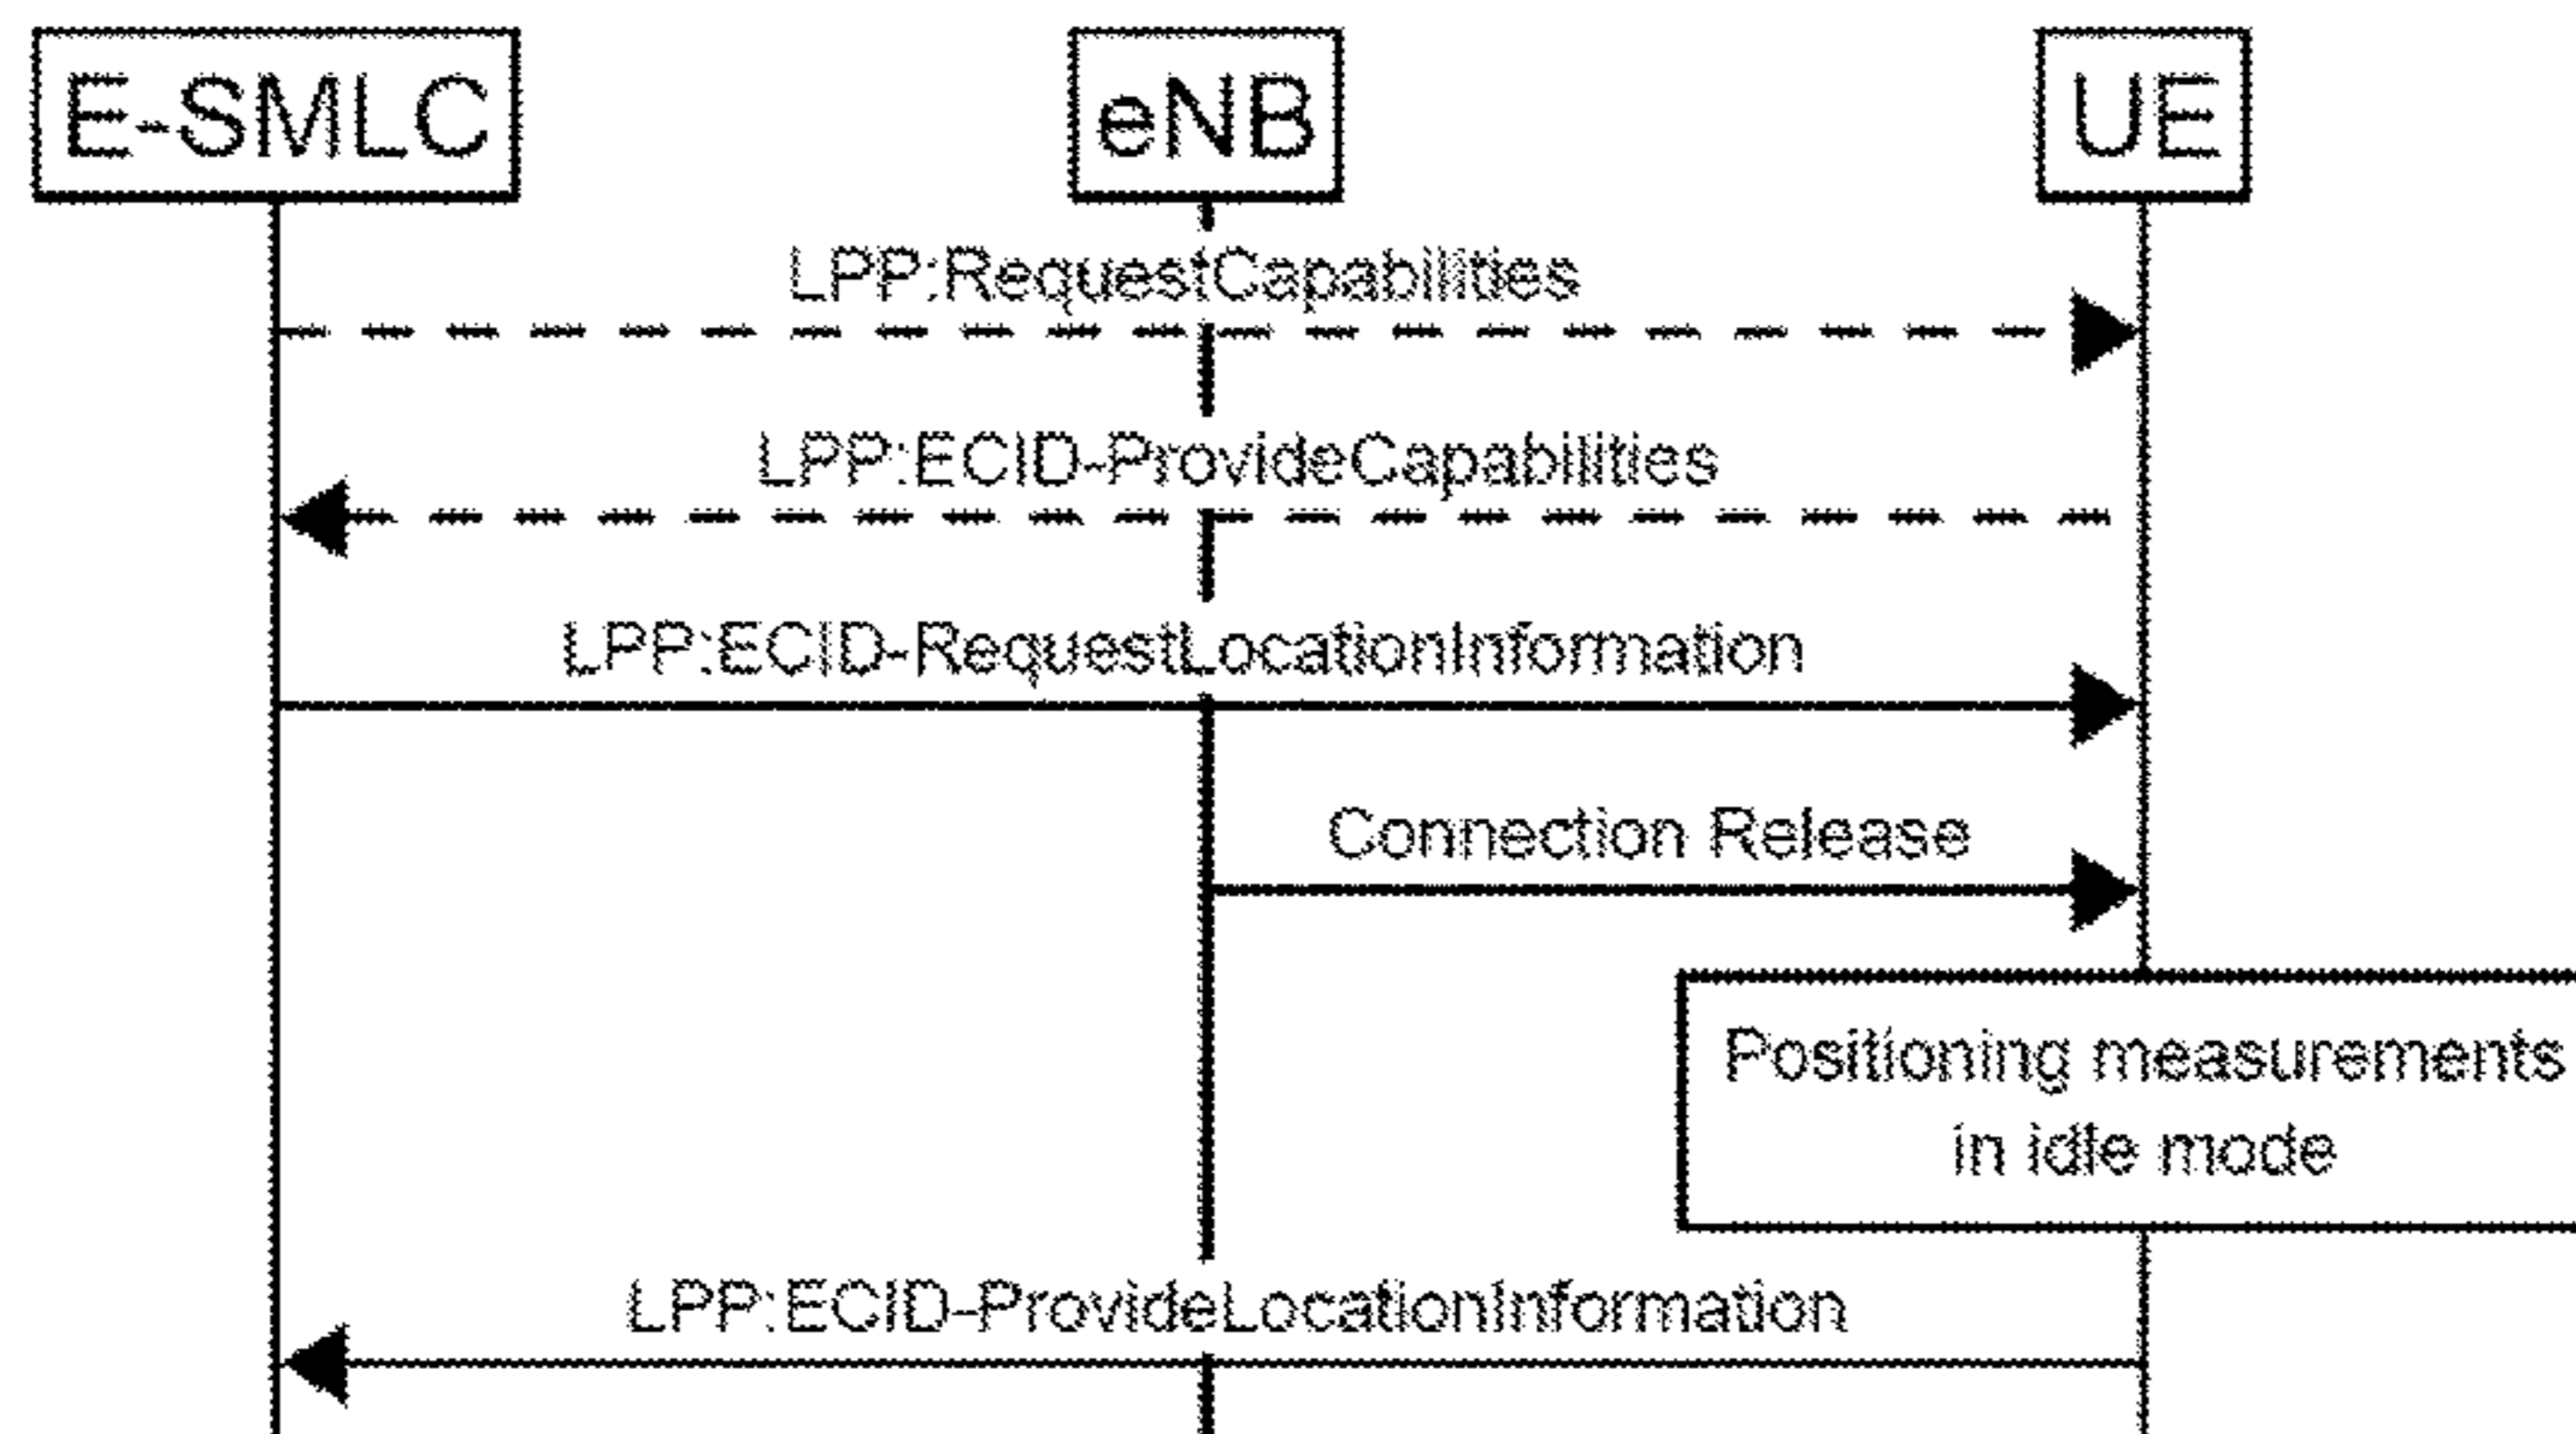 E-SMLC
eNB
UE
LPP:RequestCapabilities
LPP:ECID-ProvideCapabilities
LPP:ECID-RequestLocationInformation
Connection Release
Positioning measurements
in idle mode
LPP:ECID-ProvideLocationInformation